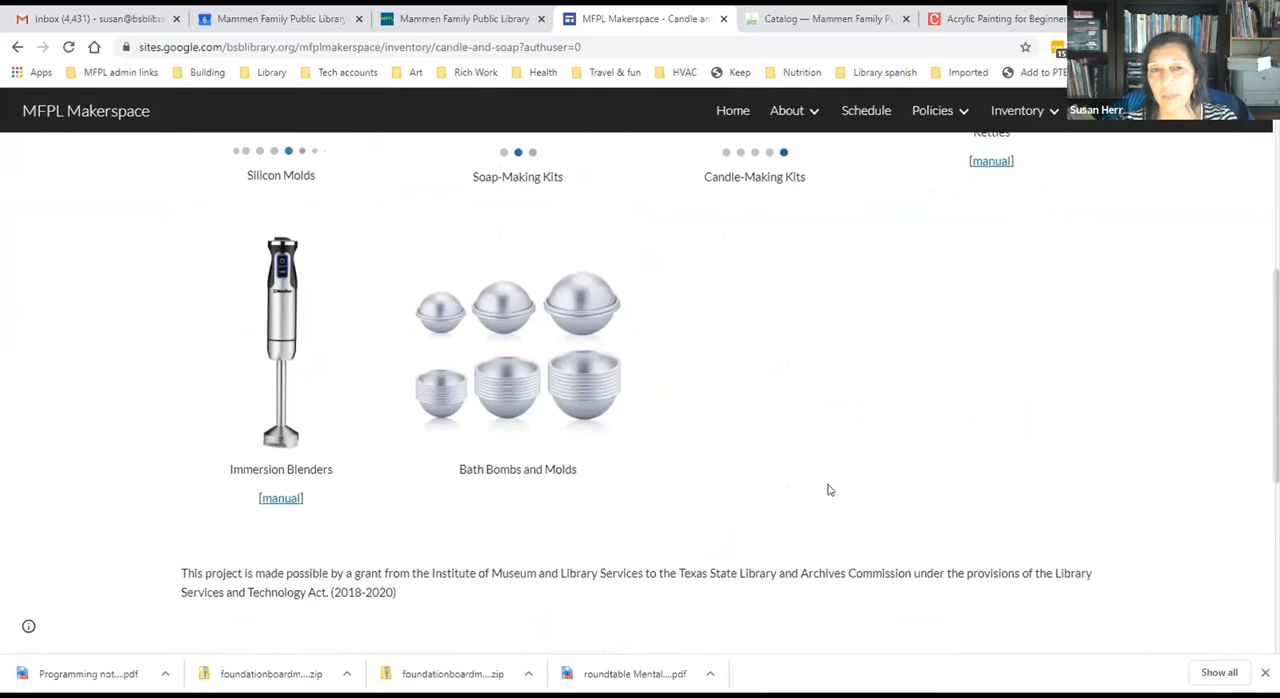 Inbox (4,431) - susan@bsblibra
Mammen Family Public Library
Mammen Family Public Library
MFPL Makerspace - Candle an
Catalog — Mammen Family P
Acrylic Painting for Beginner
sites.google.com/bsblibrary.org/mfplmakerspace/inventory/candle-and-soap?authuser=0
15
Apps
MFPL admin links
Building
Library
Tech accounts
Art
Rich Work
Health
Travel & fun
HVAC
Keep
Nutrition
Library spanish
Imported
Add to PTE
Susan Herr
MFPL Makerspace
Home
About
Schedule
Policies
Inventory
Kettles
[manual]
Silicon Molds
Soap-Making Kits
Candle-Making Kits
Immersion Blenders
[manual]
Bath Bombs and Molds
This project is made possible by a grant from the Institute of Museum and Library Services to the Texas State Library and Archives Commission under the provisions of the Library
Services and Technology Act. (2018-2020)
Programming not....pdf
foundationboardm....zip
foundationboardm....zip
roundtable Mental....pdf
Show all